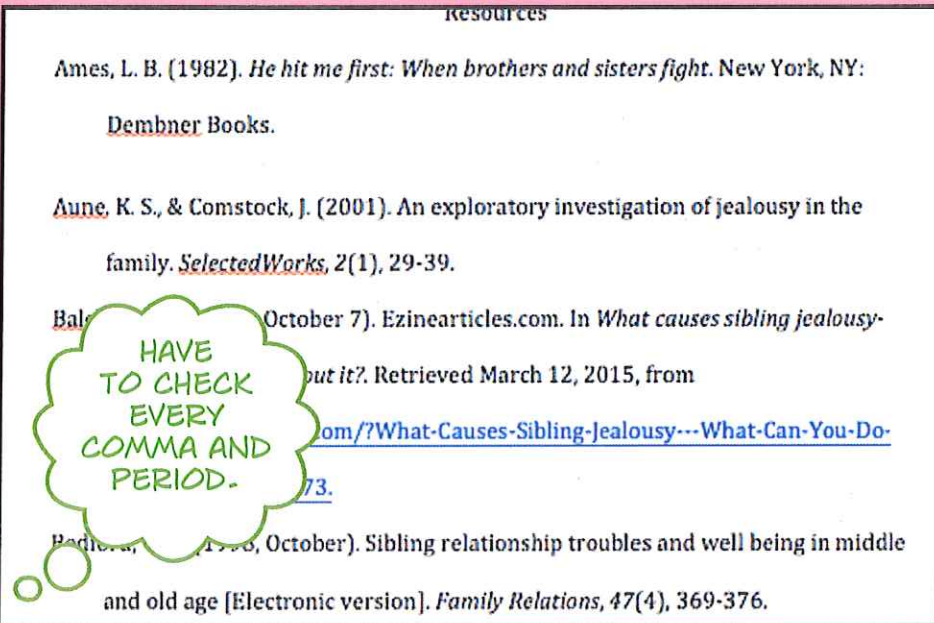 Resources
Ames, L. B. (1982). He hit me first: When brothers and sisters fight. New York, NY:
Dembner Books.
Aune, K. S., & Comstock, J. (2001). An exploratory investigation of jealousy in the
family. SelectedWorks, 2(1), 29-39.
October 7). Ezinearticles.com. In What causes sibling jealousy-
out it?. Retrieved March 12, 2015, from
com/?What-Causes-Sibling-Jealousy---What-Can-You-Do-
73.
HAVE
TO CHECK
EVERY
COMMA AND
PERIOD.
October). Sibling relationship troubles and well being in middle
and old age [Electronic version]. Family Relations, 47(4), 369-376.